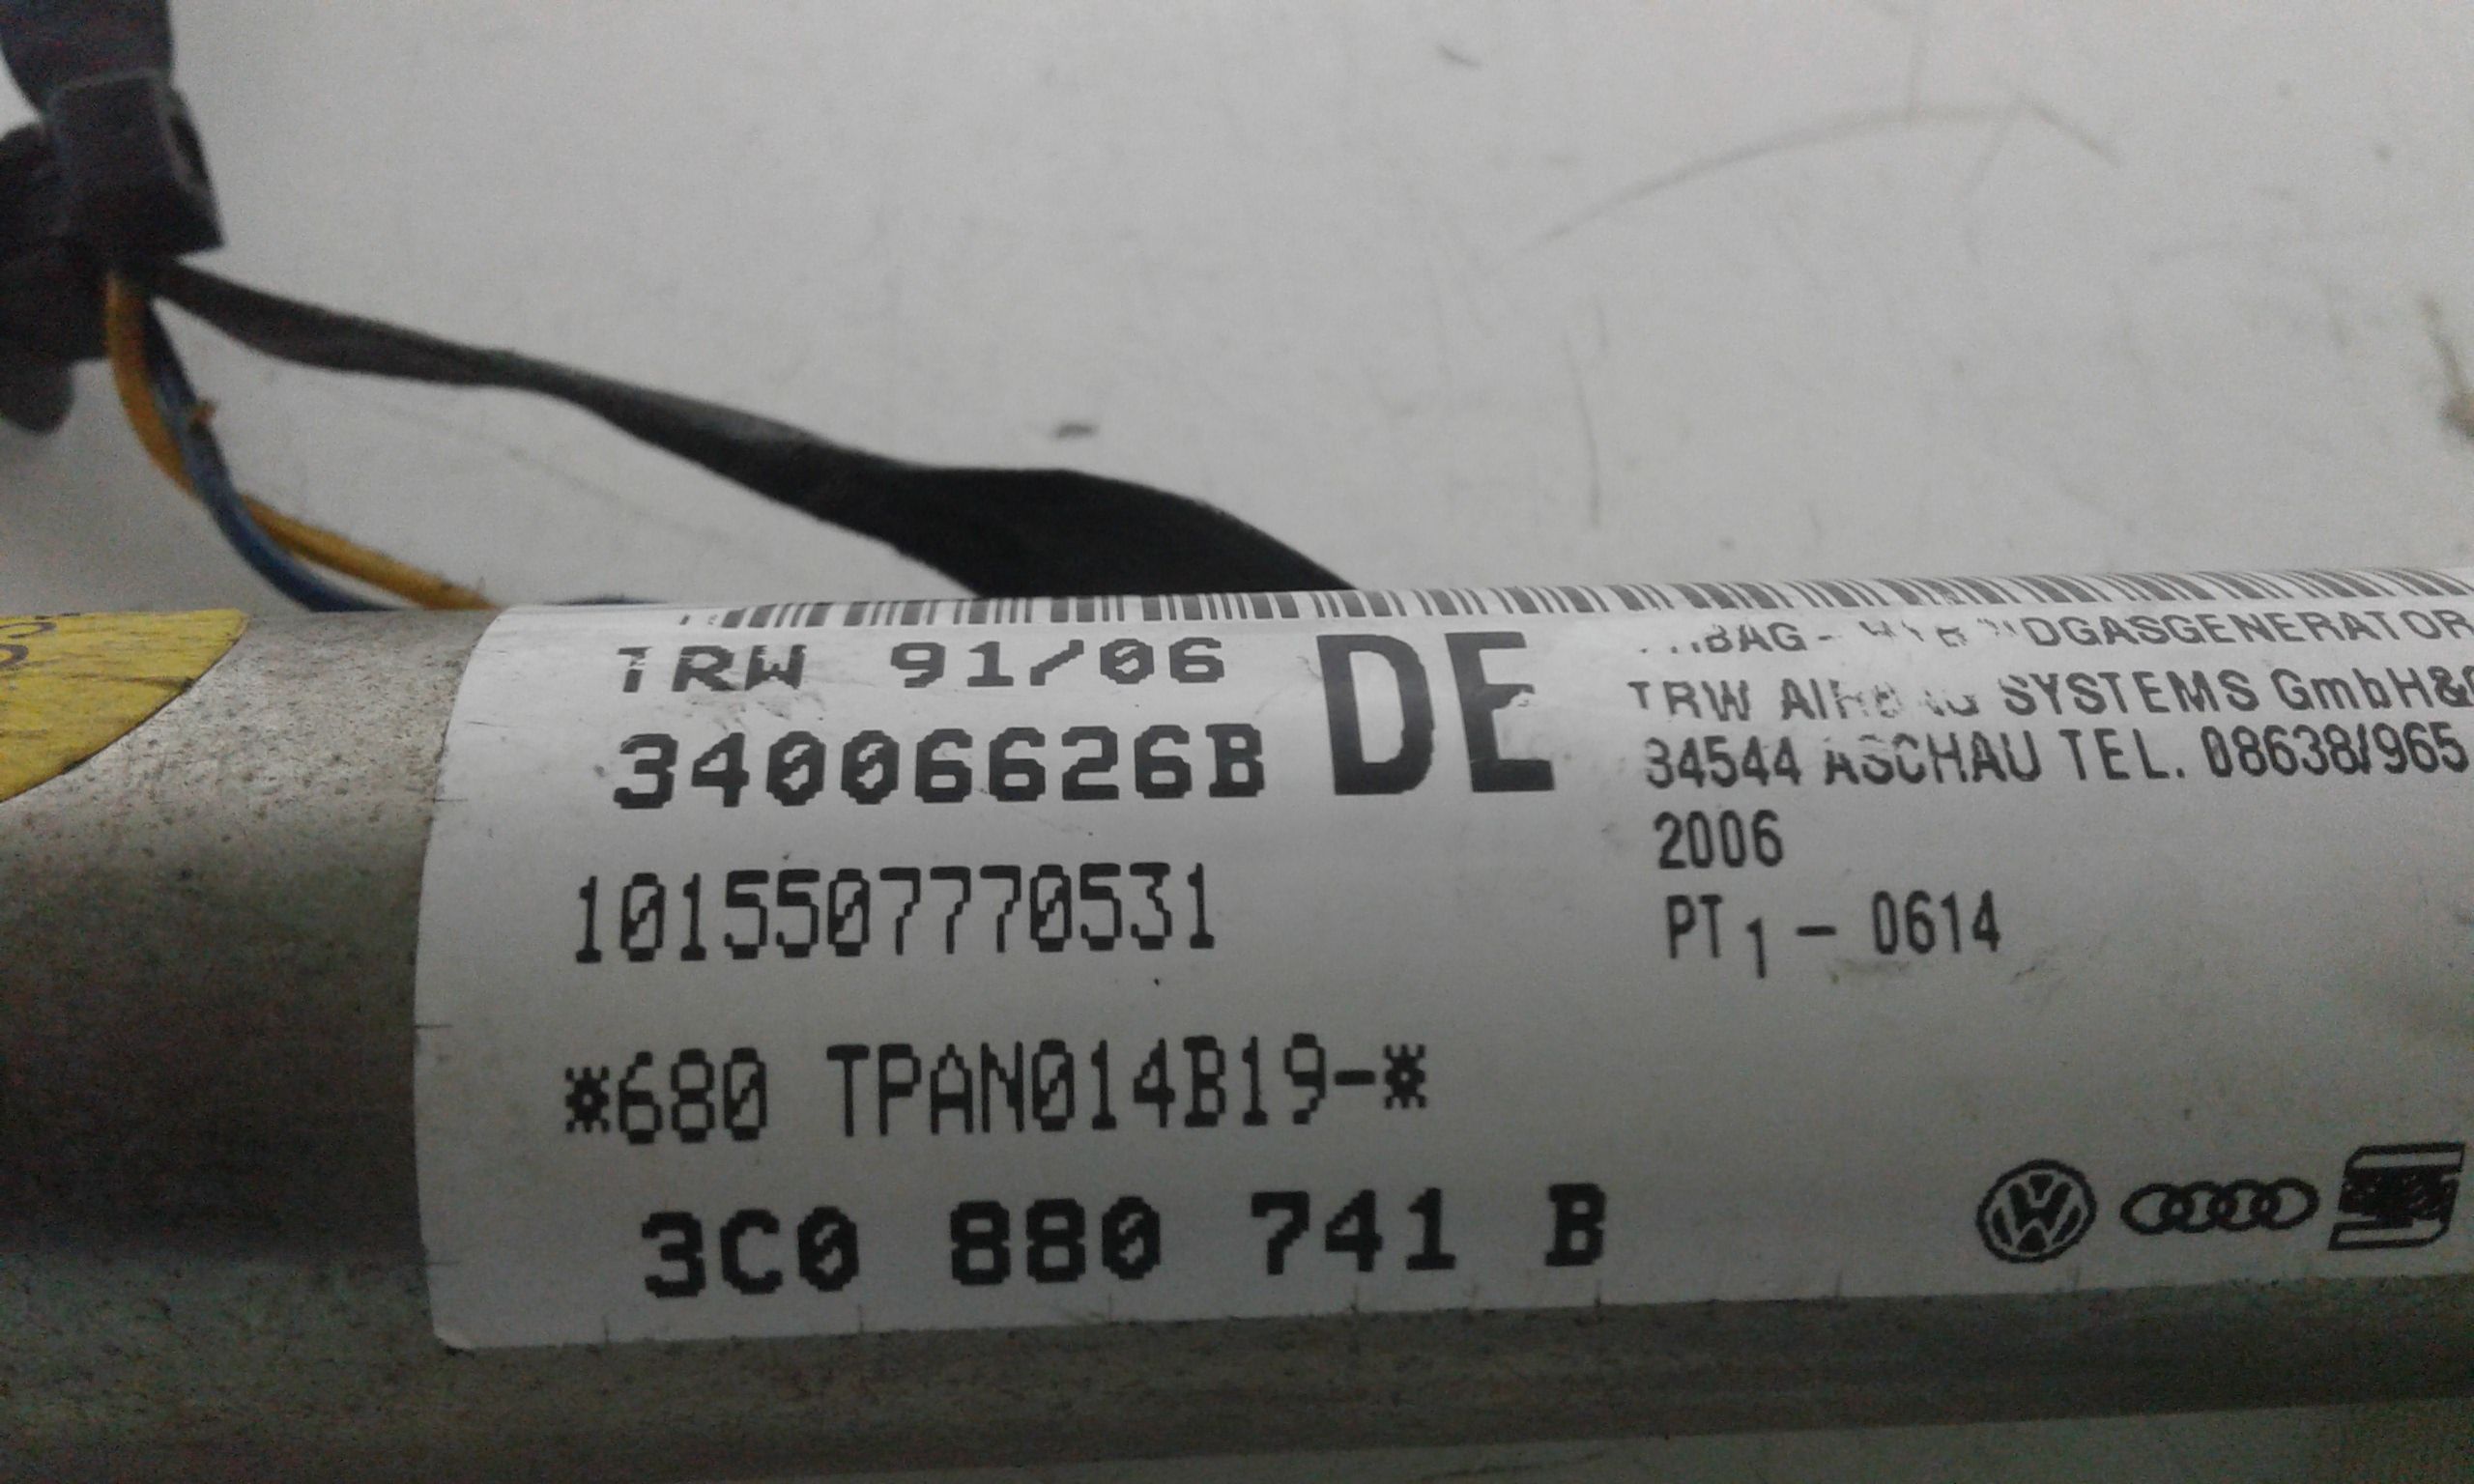 TRW 91/06
34006626B
DE
1015507770531
*680 TPAN014B19-*
3C0 880 741 B
TRW SYSTEMS GmbH&
34544 ASCHAU TEL. 08638/965
2006
PT1 - 0614